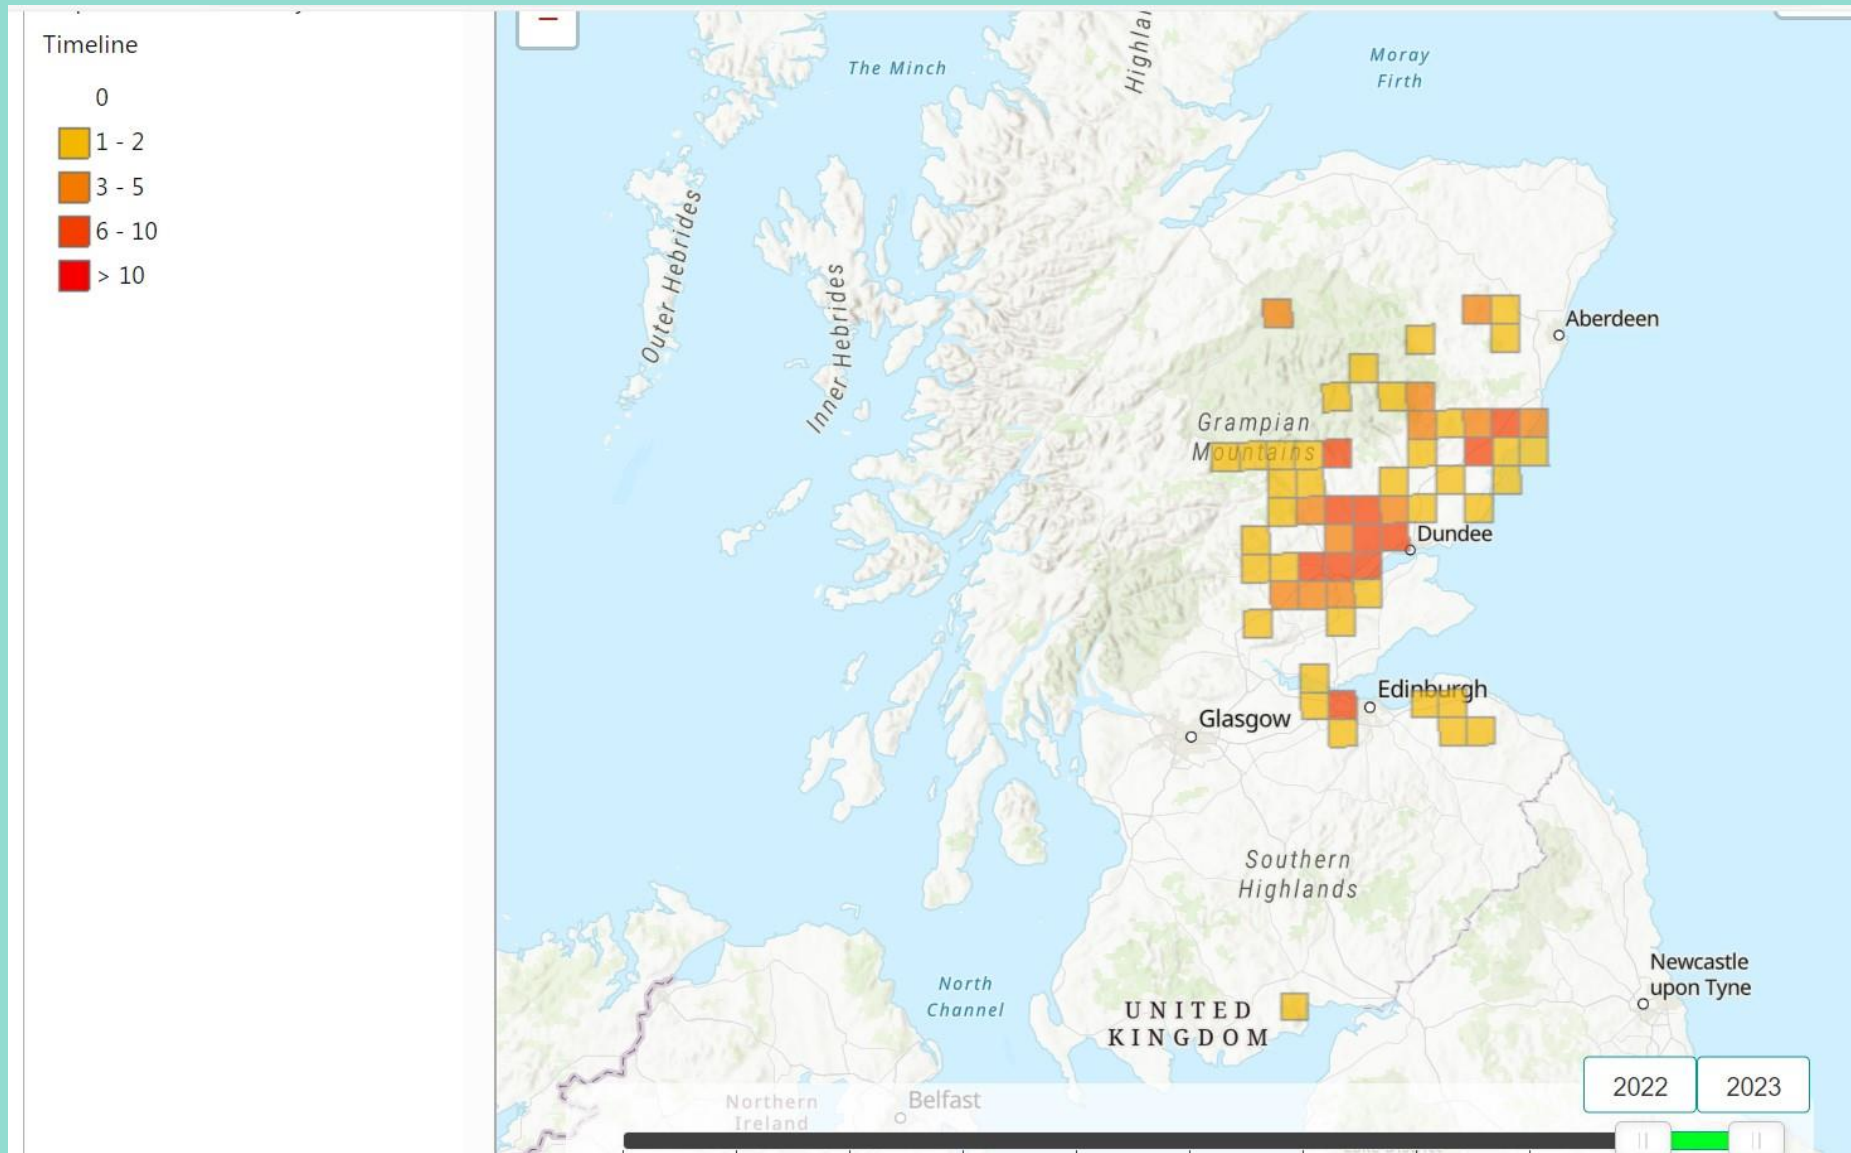 Timeline
0
1 - 2
3 - 5
6 - 10
> 10
Highla
The Minch
Moray
Firth
Outer Hebrides
Inner Hebrides
Aberdeen
Grampian
Mountains
Dundee
Edinburgh
Glasgow
Southern
Highlands
North
Channel
UNITED
KINGDOM
Newcastle
upon Tyne
2022
2023
Northern
Ireland
Belfast